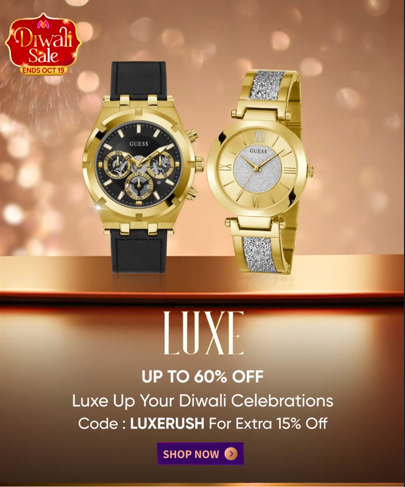 Diwali
Sale
ENDS OCT 19
GUESS
GUESS
LUXE
UP TO 60% OFF
Luxe Up Your Diwali Celebrations
Code : LUXERUSH For Extra 15% Off
SHOP NOW